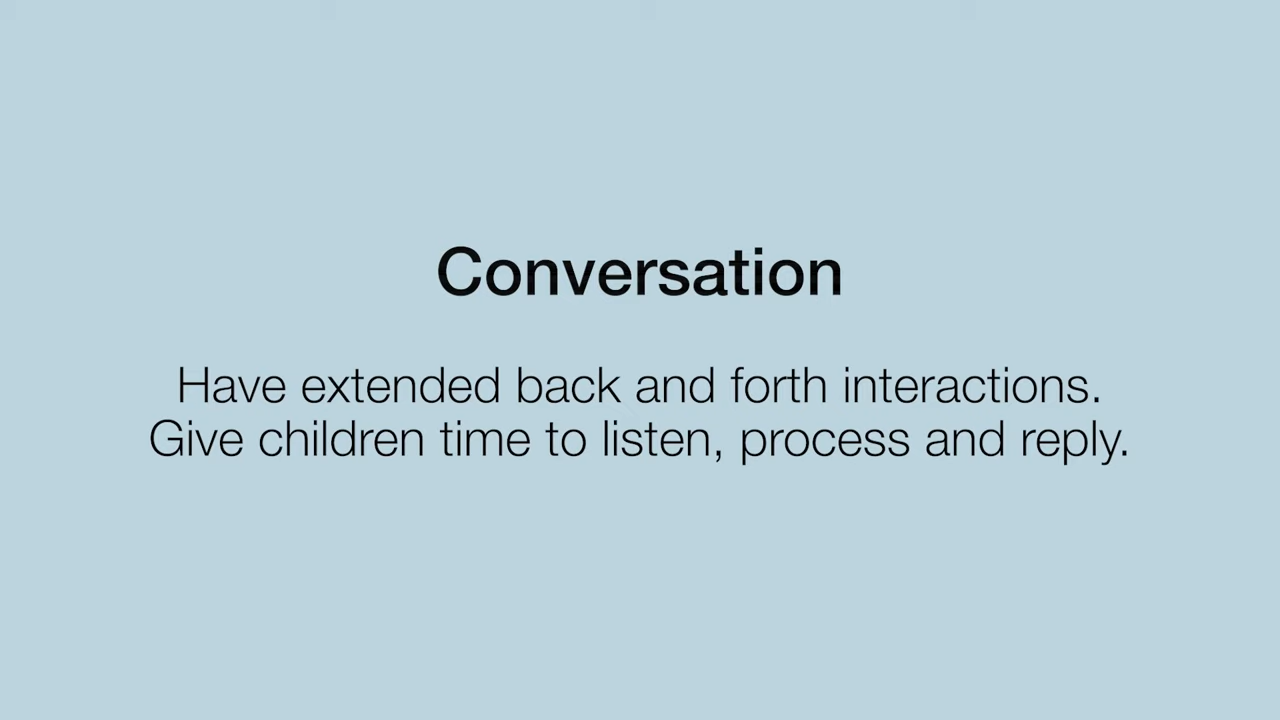 Conversation
Have extended back and forth interactions.
Give children time to listen, process and reply.